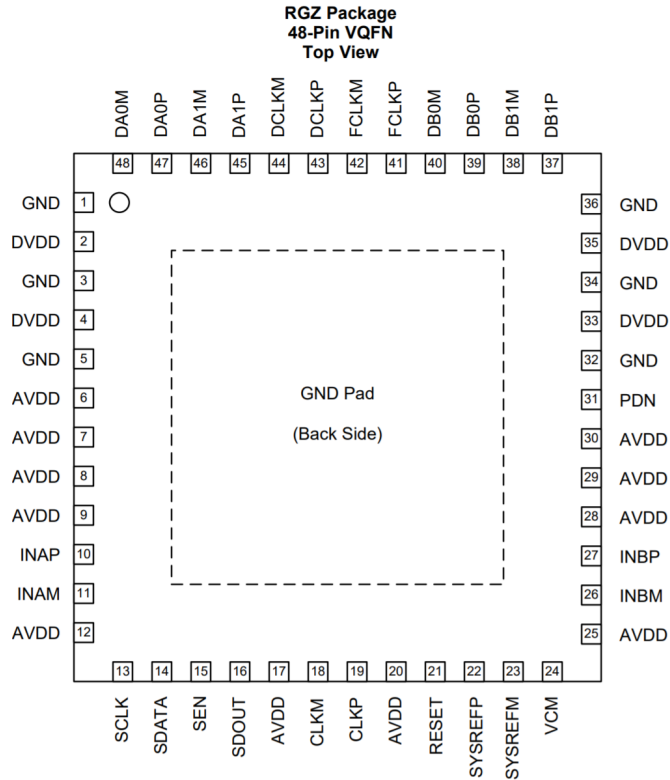 RGZ Package
48-Pin VQFN
Top View
DA0M DA0P DA1M DA1P DCLKM DCLKP FCLKM FCLKP DB0M DB0P DB1M DB1P
48 47 46 45 44 43 42 41 40 39 38 37
GND 1 36 GND
DVDD 2 35 DVDD
GND 3 34 GND
DVDD 4 33 DVDD
GND 5 32 GND
AVDD 6 31 PDN
AVDD 7 30 AVDD
AVDD 8 29 AVDD
AVDD 9 28 AVDD
INAP 10 27 INBP
INAM 11 26 INBM
AVDD 12 25 AVDD
GND Pad
(Back Side)
13 14 15 16 17 18 19 20 21 22 23 24
SCLK SDATA SEN SDOUT AVDD CLKM CLKP AVDD RESET SYSREFP SYSREFM VCM